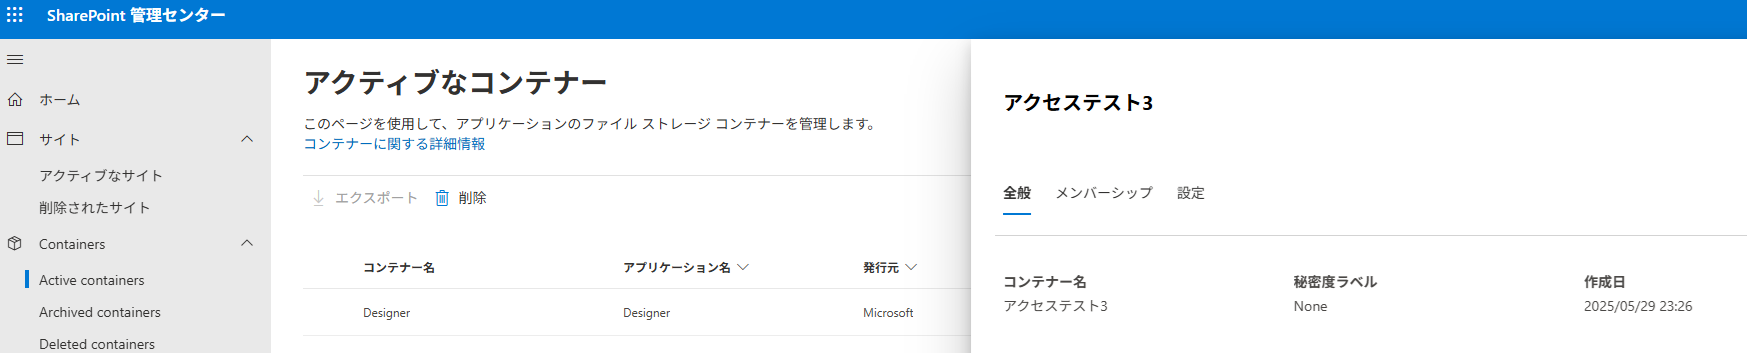 SharePoint 管理センター
ホーム
サイト
アクティブなサイト
削除されたサイト
Containers
Active containers
Archived containers
Deleted containers
アクティブなコンテナー
このページを使用して、アプリケーションのファイル ストレージ コンテナーを管理します。
コンテナーに関する詳細情報
エクスポート 削除
コンテナー名 アプリケーション名 発行元
Designer Designer Microsoft
アクセステスト3
全般 メンバーシップ 設定
コンテナー名 秘密度ラベル 作成日
アクセステスト3 None 2025/05/29 23:26